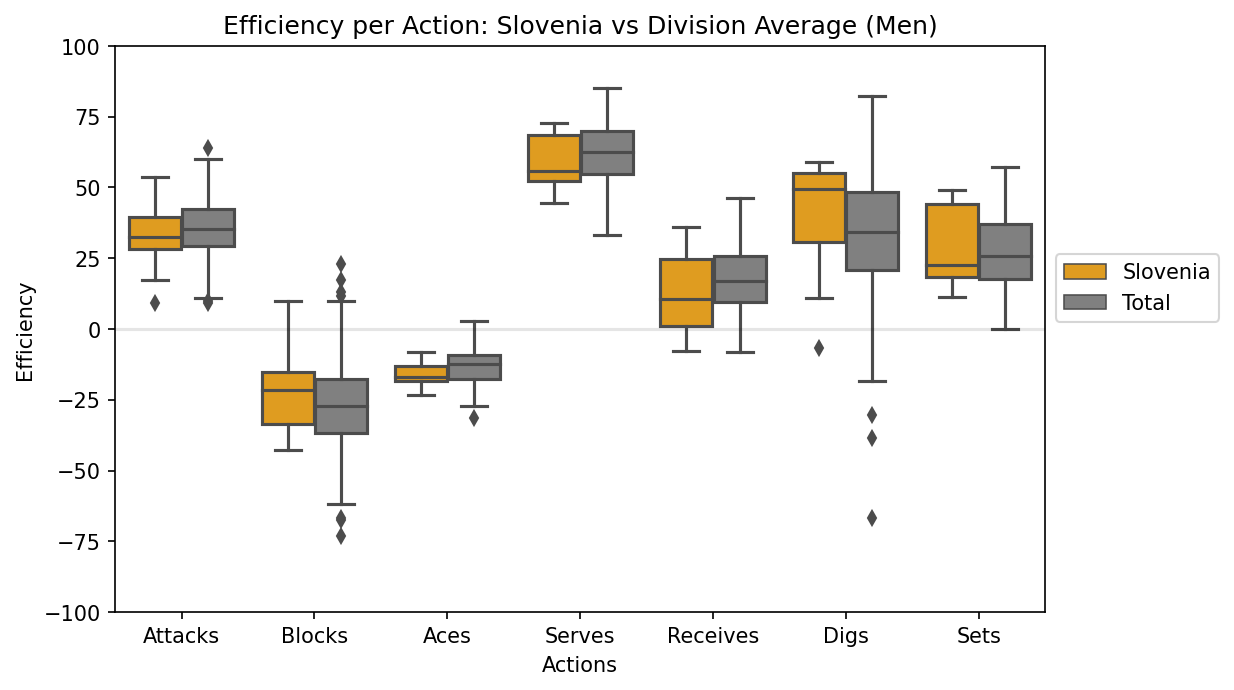 Efficiency per Action: Slovenia vs Division Average (Men)
100
75
50
25
0
−25
−50
−75
−100
Efficiency
Attacks Blocks Aces Serves Receives Digs Sets
Actions
Slovenia
Total